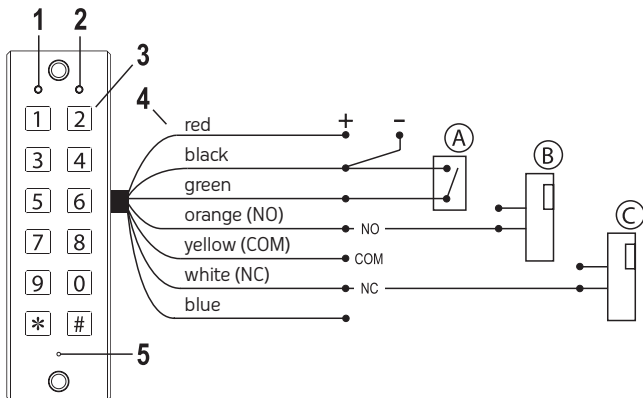 1 2
3
4
1 2
3 4
5 6
7 8
9 0
* #
5
red
black
green
orange (NO)
yellow (COM)
white (NC)
blue
+ −
NO
COM
NC
A
B
C